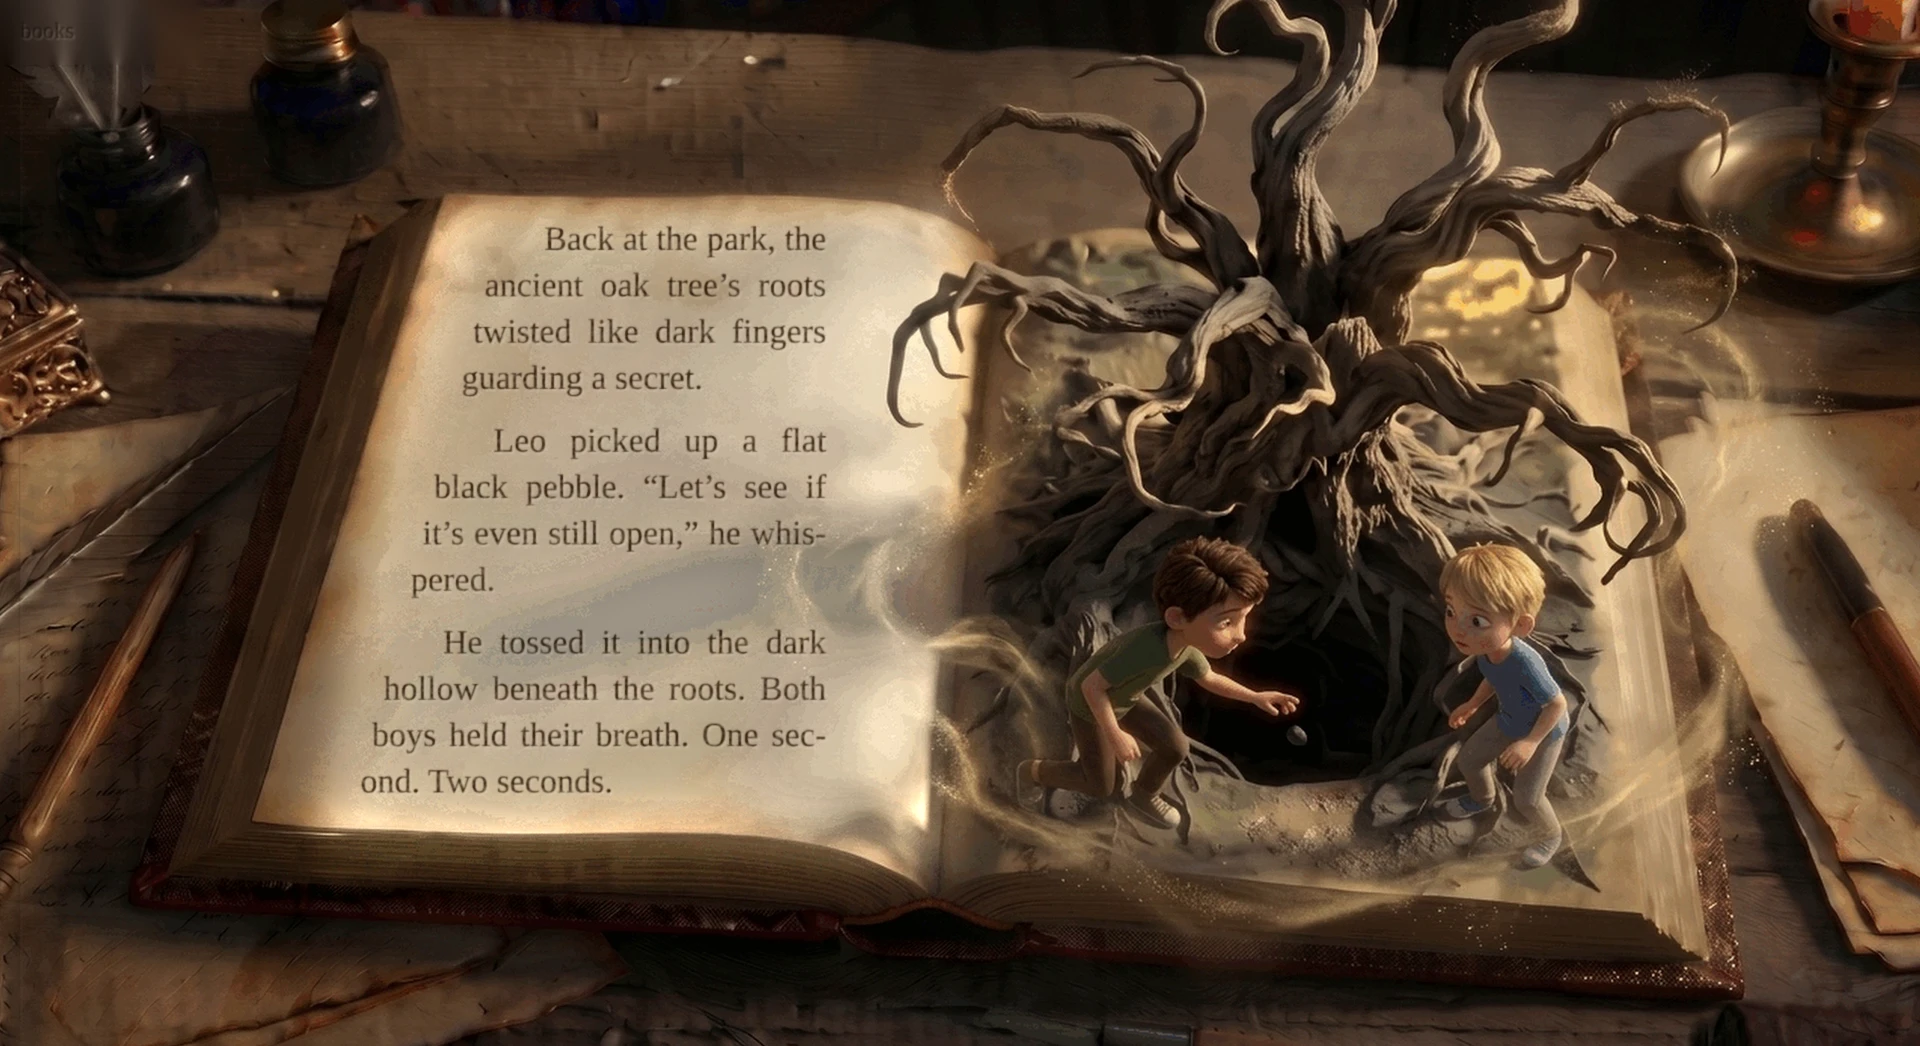 books
Back at the park, the
ancient oak tree’s roots
twisted like dark fingers
guarding a secret.
Leo picked up a flat
black pebble. “Let’s see if
it’s even still open,” he whis-
pered.
He tossed it into the dark
hollow beneath the roots. Both
boys held their breath. One sec-
ond. Two seconds.